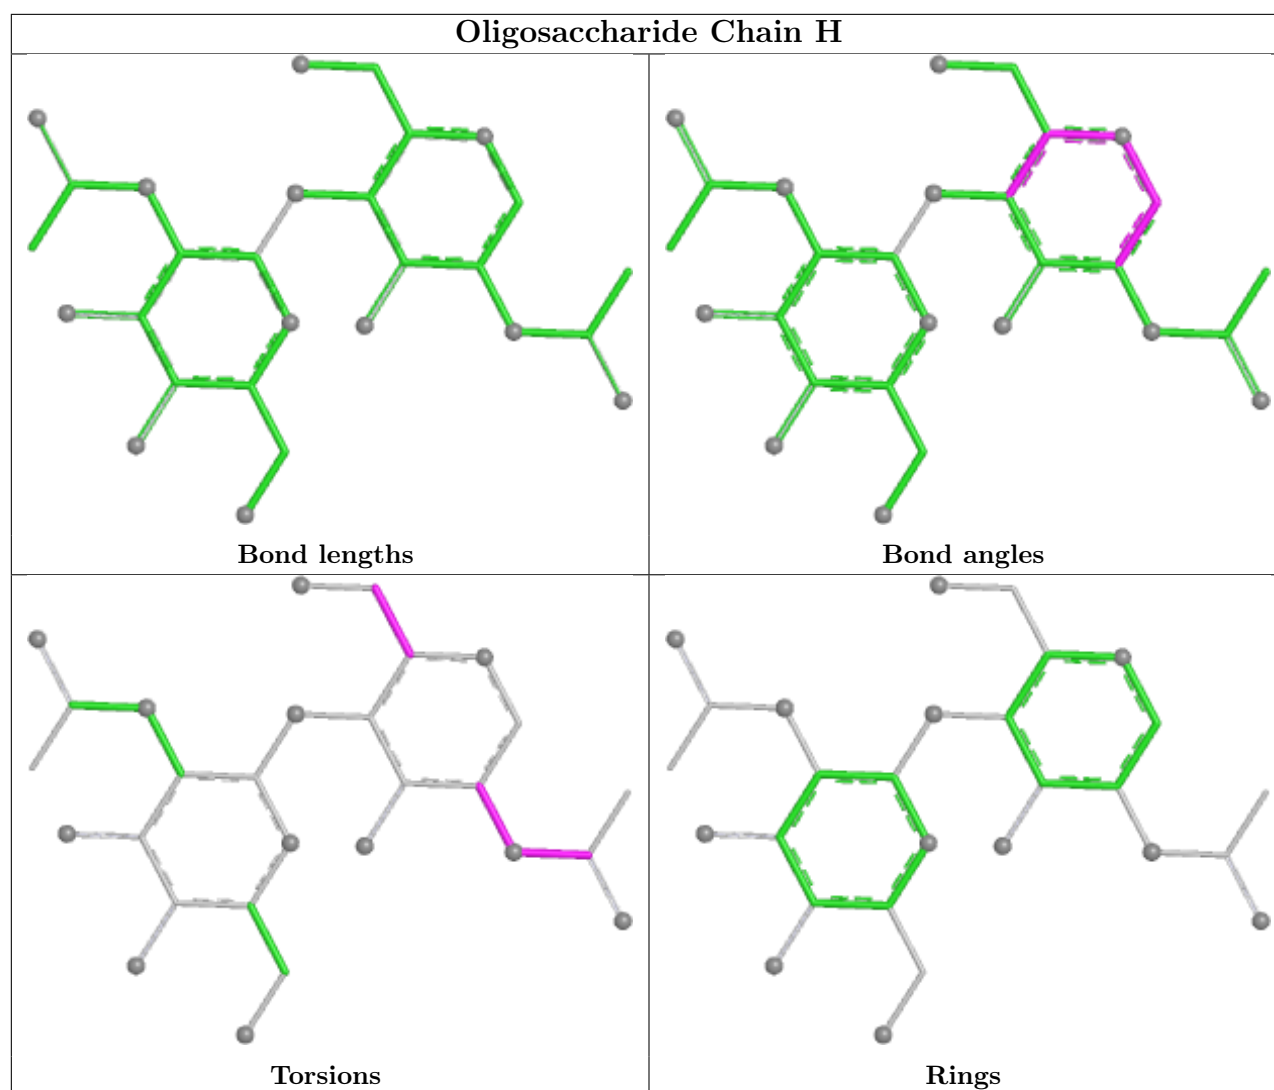 Oligosaccharide Chain H
Bond lengths
Bond angles
Torsions
Rings